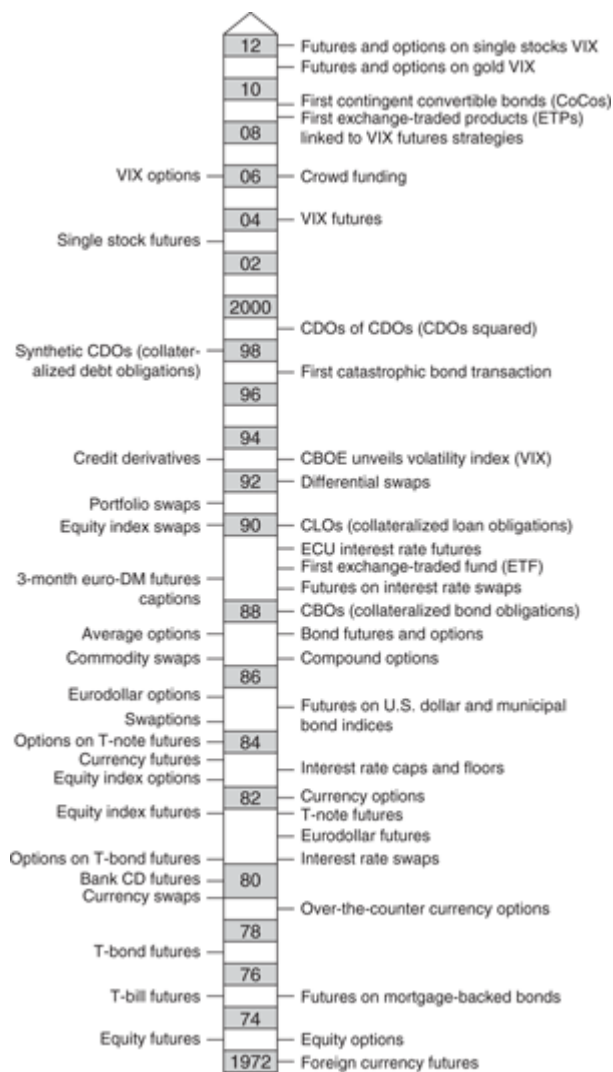 12
Futures and options on single stocks VIX
Futures and options on gold VIX
10
First contingent convertible bonds (CoCos)
First exchange-traded products (ETPs)
linked to VIX futures strategies
08
VIX options
06
Crowd funding
04
VIX futures
Single stock futures
02
2000
CDOs of CDOs (CDOs squared)
Synthetic CDOs (collater-
alized debt obligations)
98
First catastrophic bond transaction
96
94
Credit derivatives
CBOE unveils volatility index (VIX)
92
Differential swaps
Portfolio swaps
Equity index swaps
90
CLOs (collateralized loan obligations)
ECU interest rate futures
First exchange-traded fund (ETF)
3-month euro-DM futures
captions
Futures on interest rate swaps
88
CBOs (collateralized bond obligations)
Average options
Bond futures and options
Commodity swaps
Compound options
86
Eurodollar options
Futures on U.S. dollar and municipal
bond indices
Swaptions
Options on T-note futures
84
Currency futures
Equity index options
Interest rate caps and floors
82
Currency options
Equity index futures
T-note futures
Eurodollar futures
Options on T-bond futures
Interest rate swaps
Bank CD futures
80
Currency swaps
Over-the-counter currency options
78
T-bond futures
76
T-bill futures
Futures on mortgage-backed bonds
74
Equity futures
Equity options
1972
Foreign currency futures